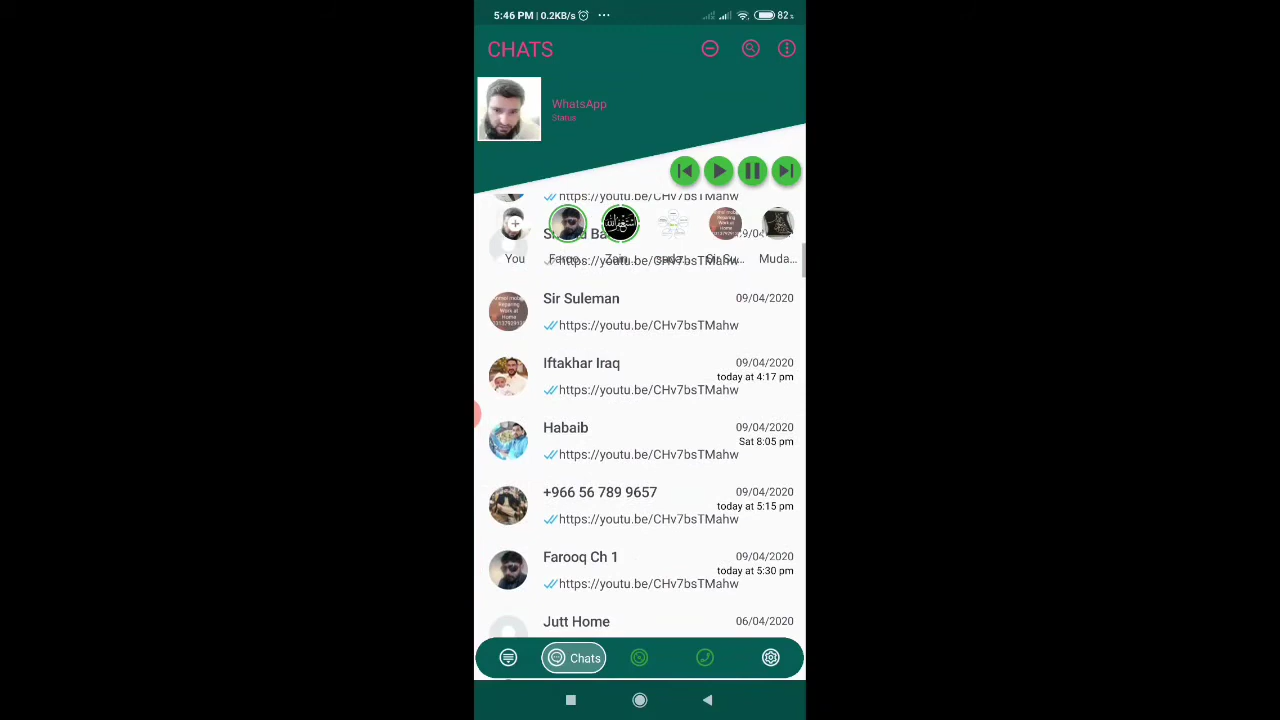 5:46 PM | 0.2KB/s ... 82%
CHATS
WhatsApp
Status
https://youtu.be/CHv7bsTMahw
You Muda...
https://youtu.be/CHv7bsTMahw
Sir Suleman 09/04/2020
https://youtu.be/CHv7bsTMahw
Iftakhar Iraq 09/04/2020
today at 4:17 pm
https://youtu.be/CHv7bsTMahw
Habaib 09/04/2020
Sat 8:05 pm
https://youtu.be/CHv7bsTMahw
+966 56 789 9657 09/04/2020
today at 5:15 pm
https://youtu.be/CHv7bsTMahw
Farooq Ch 1 09/04/2020
today at 5:30 pm
https://youtu.be/CHv7bsTMahw
Jutt Home 06/04/2020
Chats